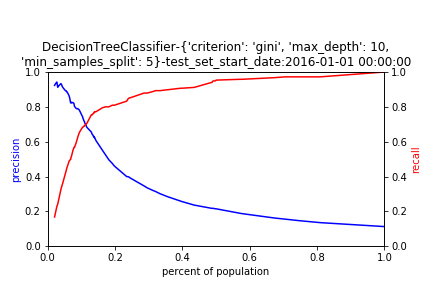 DecisionTreeClassifier-{'criterion': 'gini', 'max_depth': 10,
'min_samples_split': 5}-test_set_start_date:2016-01-01 00:00:00
1.0
0.8
0.6
0.4
0.2
0.0
precision
1.0
0.8
0.6
0.4
0.2
0.0
recall
0.0 0.2 0.4 0.6 0.8 1.0
percent of population